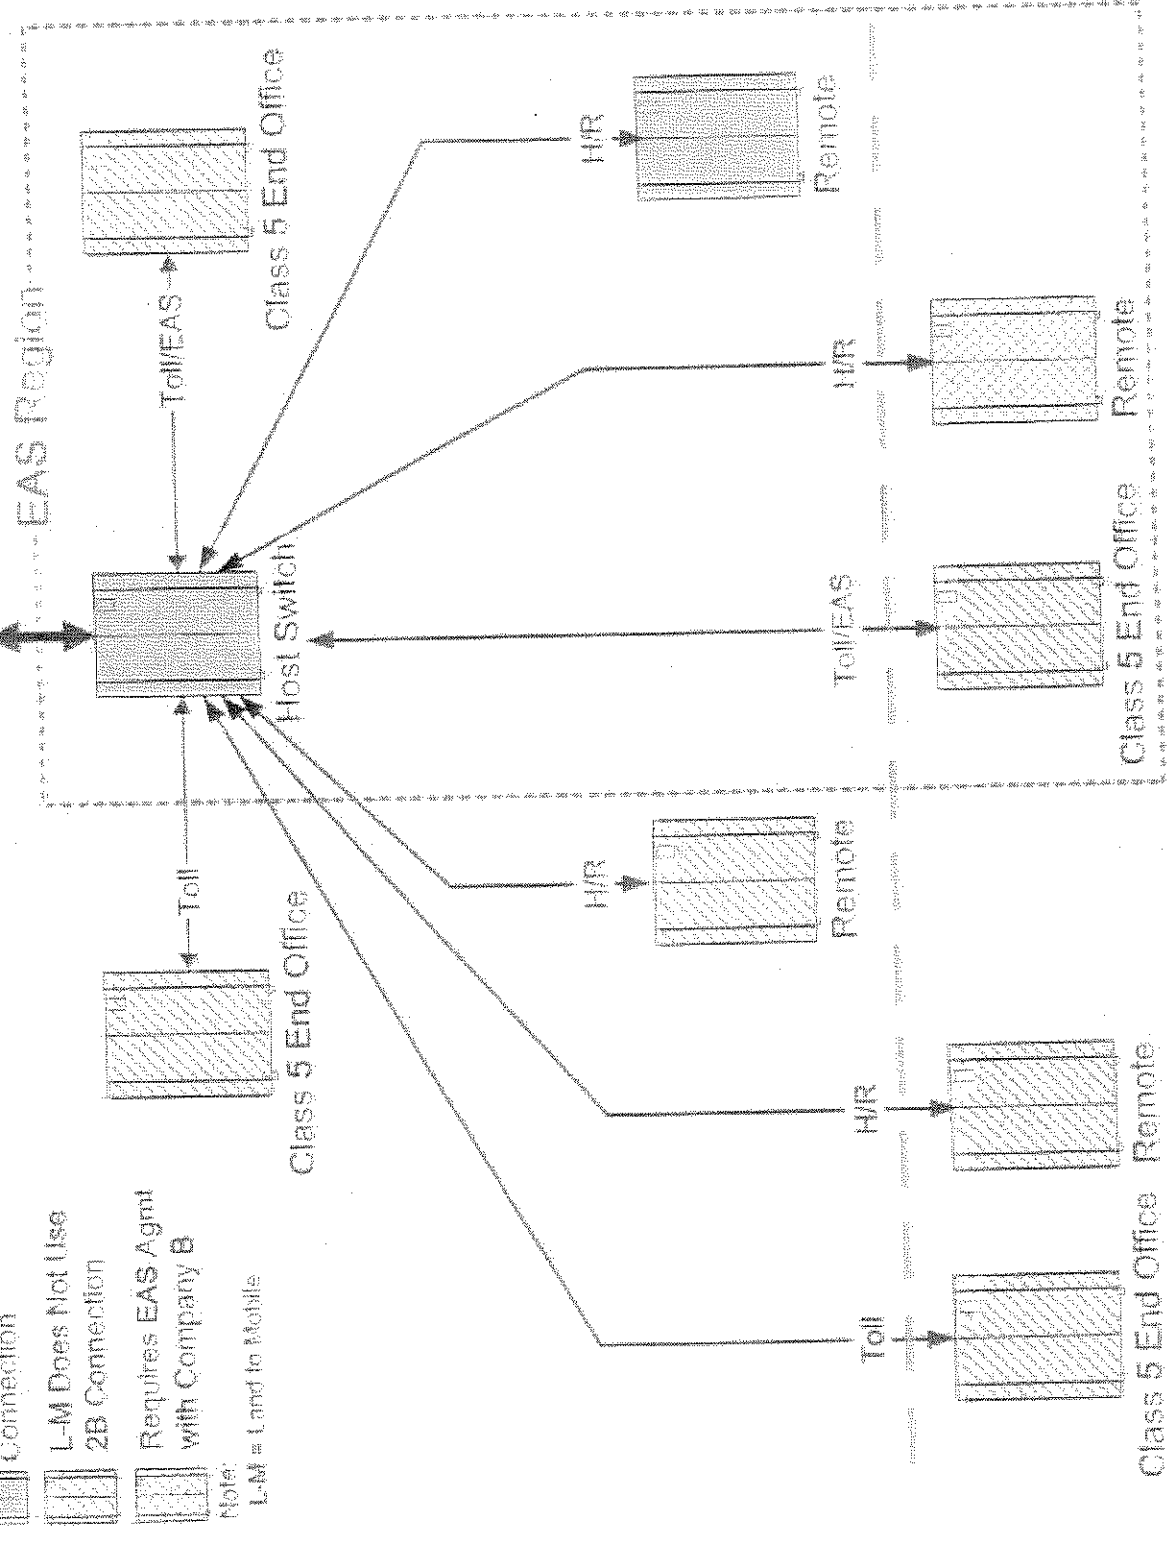 Connection
L-M Does Not Use
2B Connection
Requires EAS Agmt
with Company B
Note:
L-M = Land to Mobile
EAS Region
Toll
Toll/EAS
Class 5 End Office
Host Switch
Class 5 End Office
H/R
H/R
Remote
Remote
Toll
H/R
Toll/EAS
H/R
Class 5 End Office
Remote
Class 5 End Office
Remote